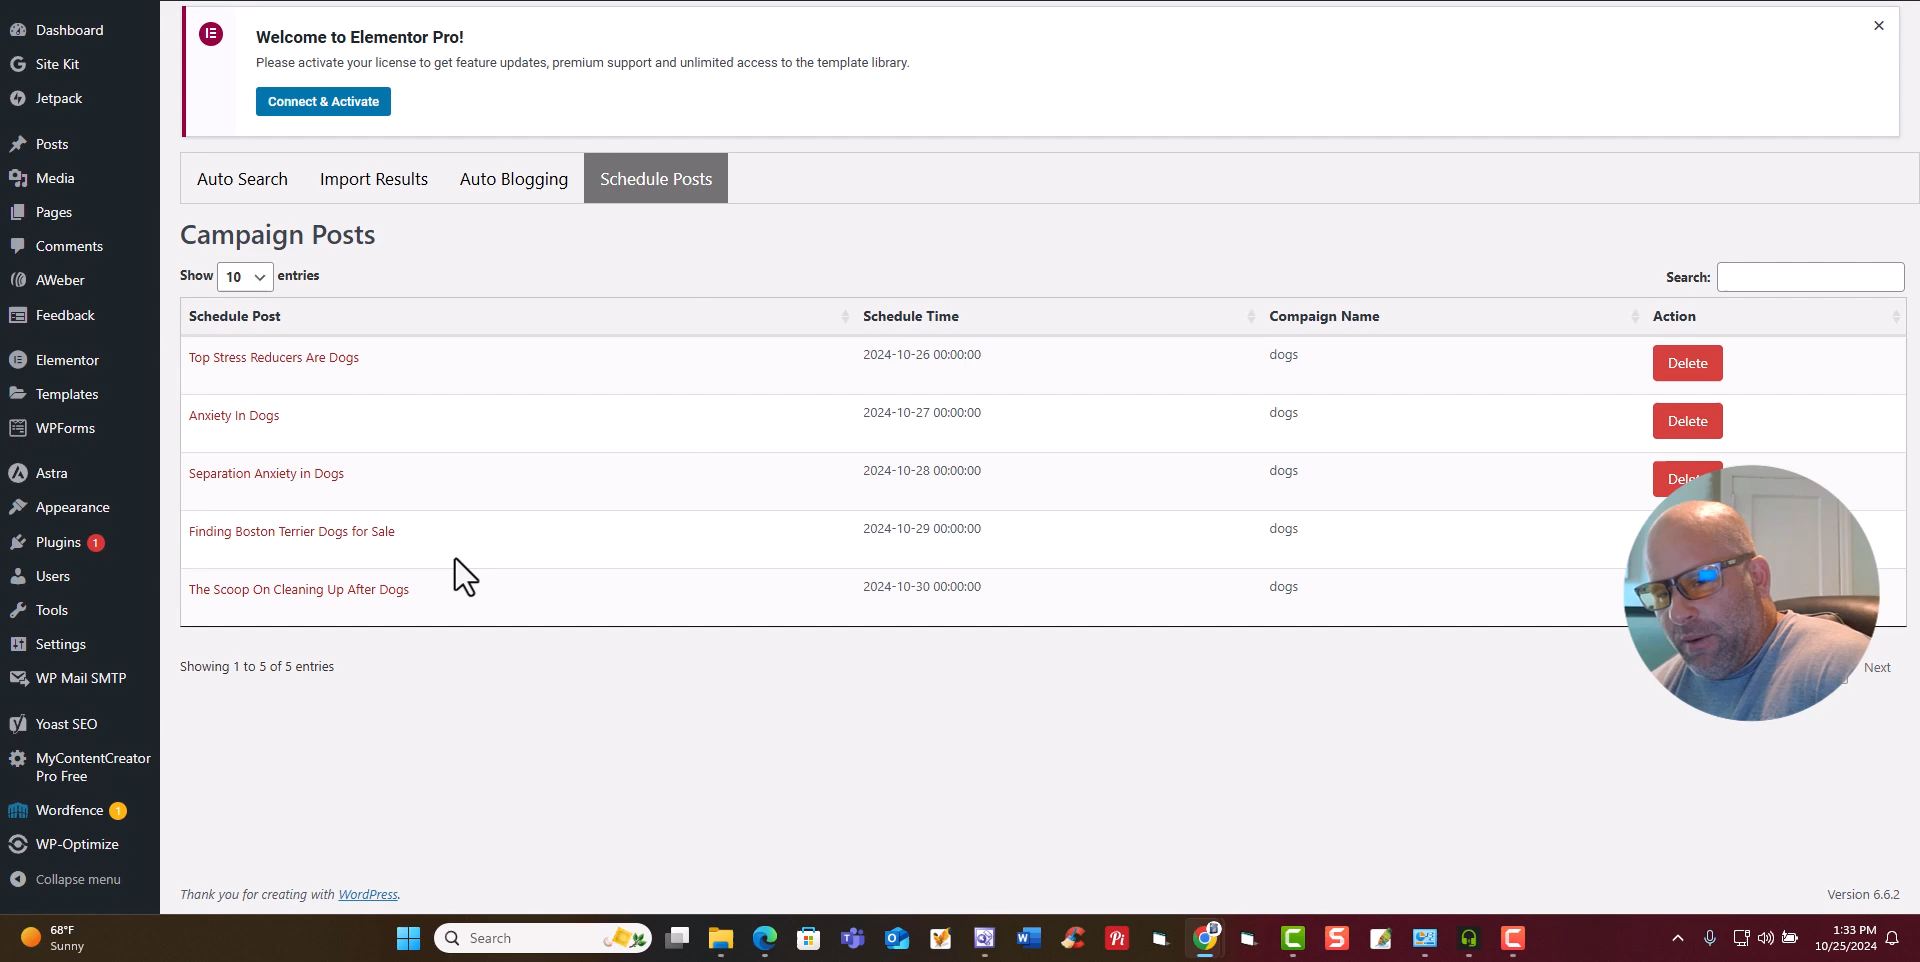 Dashboard
Site Kit
Jetpack
Posts
Media
Pages
Comments
AWeber
Feedback
Elementor
Templates
WPForms
Astra
Appearance
Plugins 1
Users
Tools
Settings
WP Mail SMTP
Yoast SEO
MyContentCreator
Pro Free
Wordfence 1
WP-Optimize
Collapse menu
Welcome to Elementor Pro!
Please activate your license to get feature updates, premium support and unlimited access to the template library.
Connect & Activate
Auto Search Import Results Auto Blogging Schedule Posts
Campaign Posts
Show 10 entries Search:
Schedule Post Schedule Time Compaign Name Action
Top Stress Reducers Are Dogs 2024-10-26 00:00:00 dogs Delete
Anxiety In Dogs 2024-10-27 00:00:00 dogs Delete
Separation Anxiety in Dogs 2024-10-28 00:00:00 dogs
Finding Boston Terrier Dogs for Sale 2024-10-29 00:00:00 dogs
The Scoop On Cleaning Up After Dogs 2024-10-30 00:00:00 dogs
Showing 1 to 5 of 5 entries Next
Thank you for creating with WordPress. Version 6.6.2
68°F
Sunny
Search
Pi
1:33 PM
10/25/2024